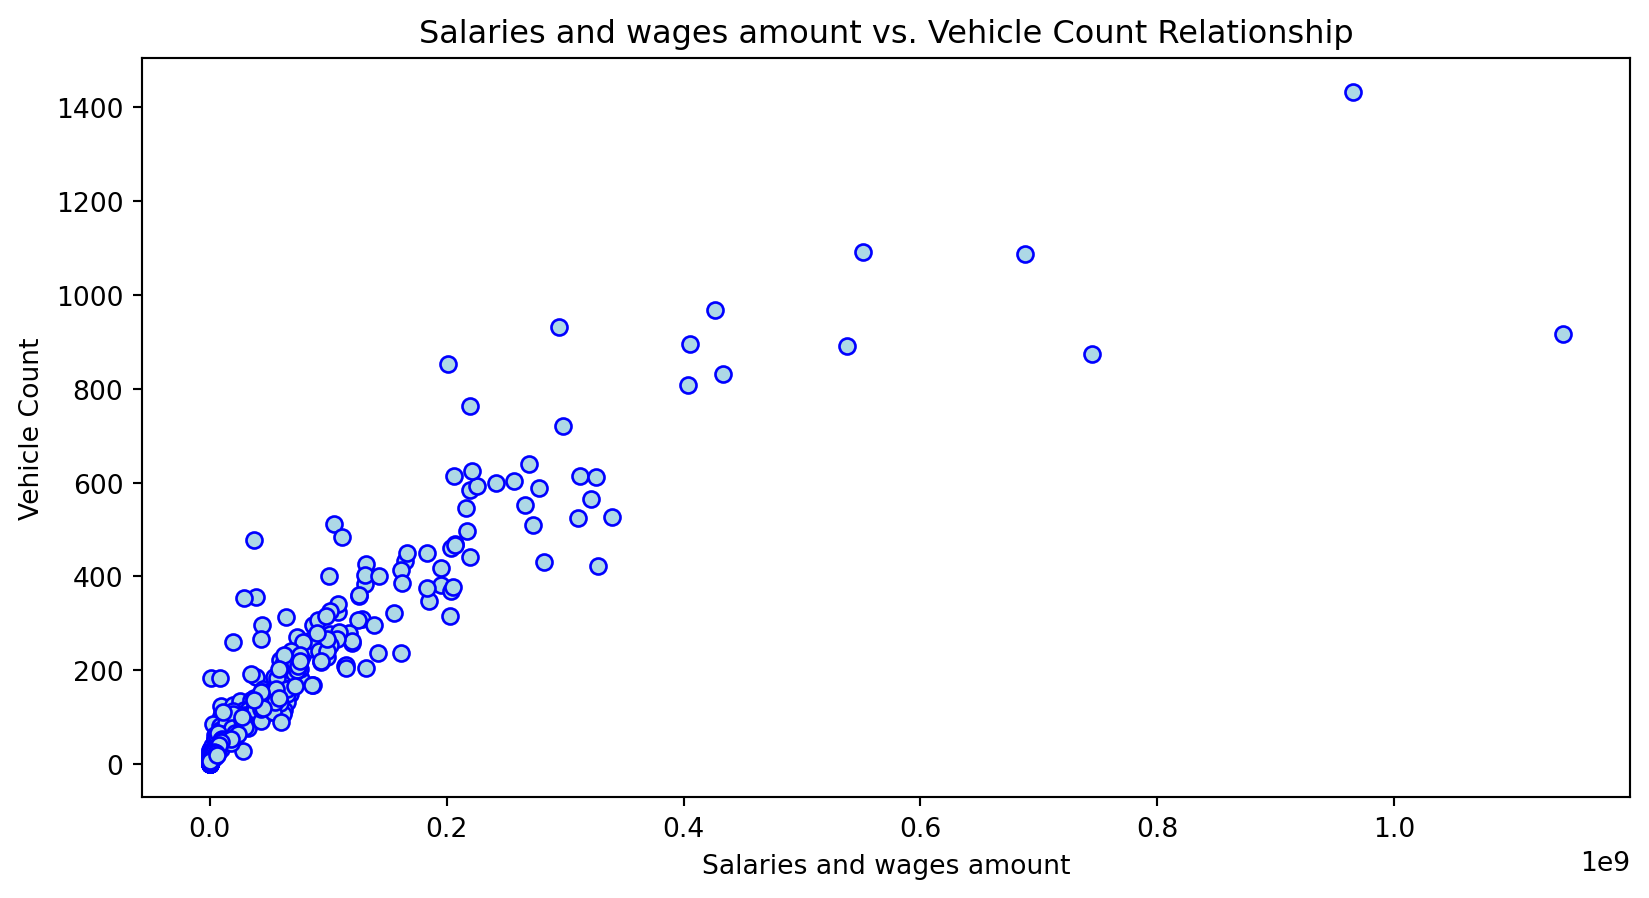 Salaries and wages amount vs. Vehicle Count Relationship
1400
1200
1000
800
600
400
200
0
Vehicle Count
0.0 0.2 0.4 0.6 0.8 1.0
1e9
Salaries and wages amount